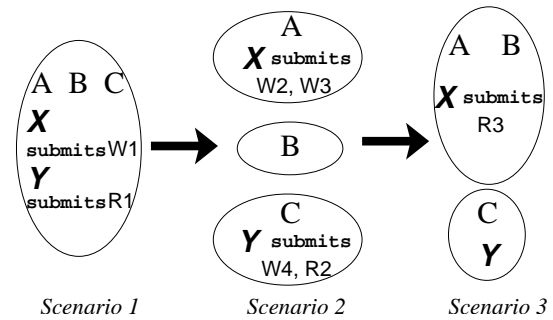 A B C
X
submits W1
Y
submits R1
Scenario 1
A
X submits
W2, W3
B
C
Y submits
W4, R2
Scenario 2
A B
X submits
R3
C
Y
Scenario 3